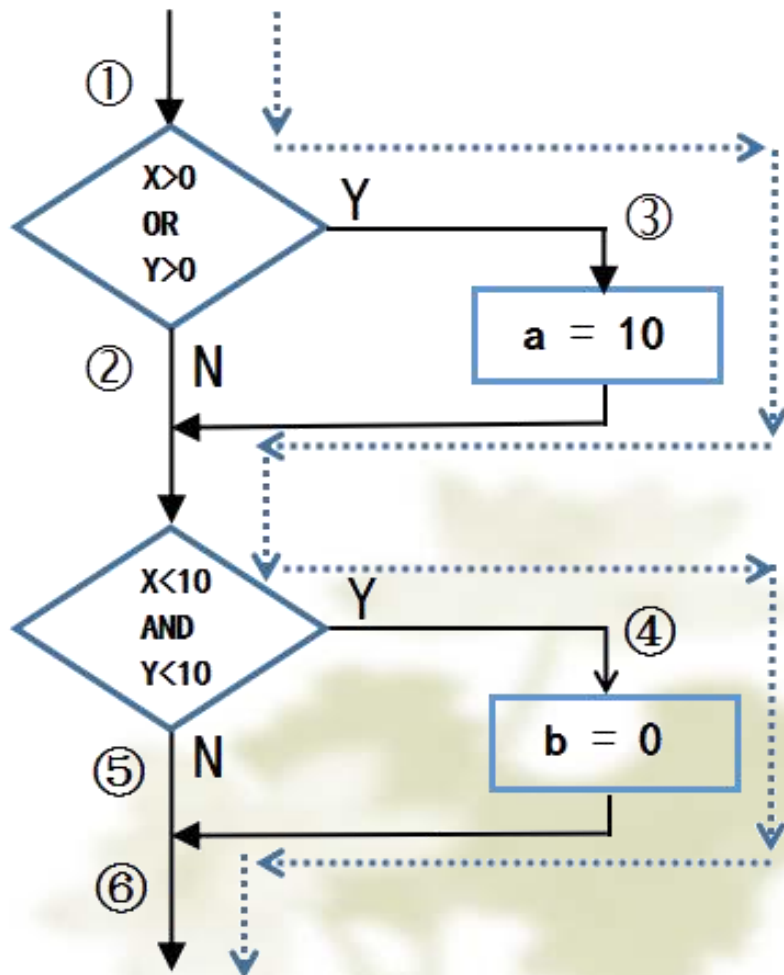 ①
X>0
OR
Y>0
Y
③
a = 10
②
N
X<10
AND
Y<10
Y
④
b = 0
⑤
N
⑥